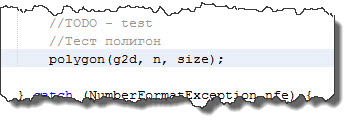 //TODO - test
//Тест полигон
polygon(g2d, n, size);
} catch (NumberFormatException nfe) {